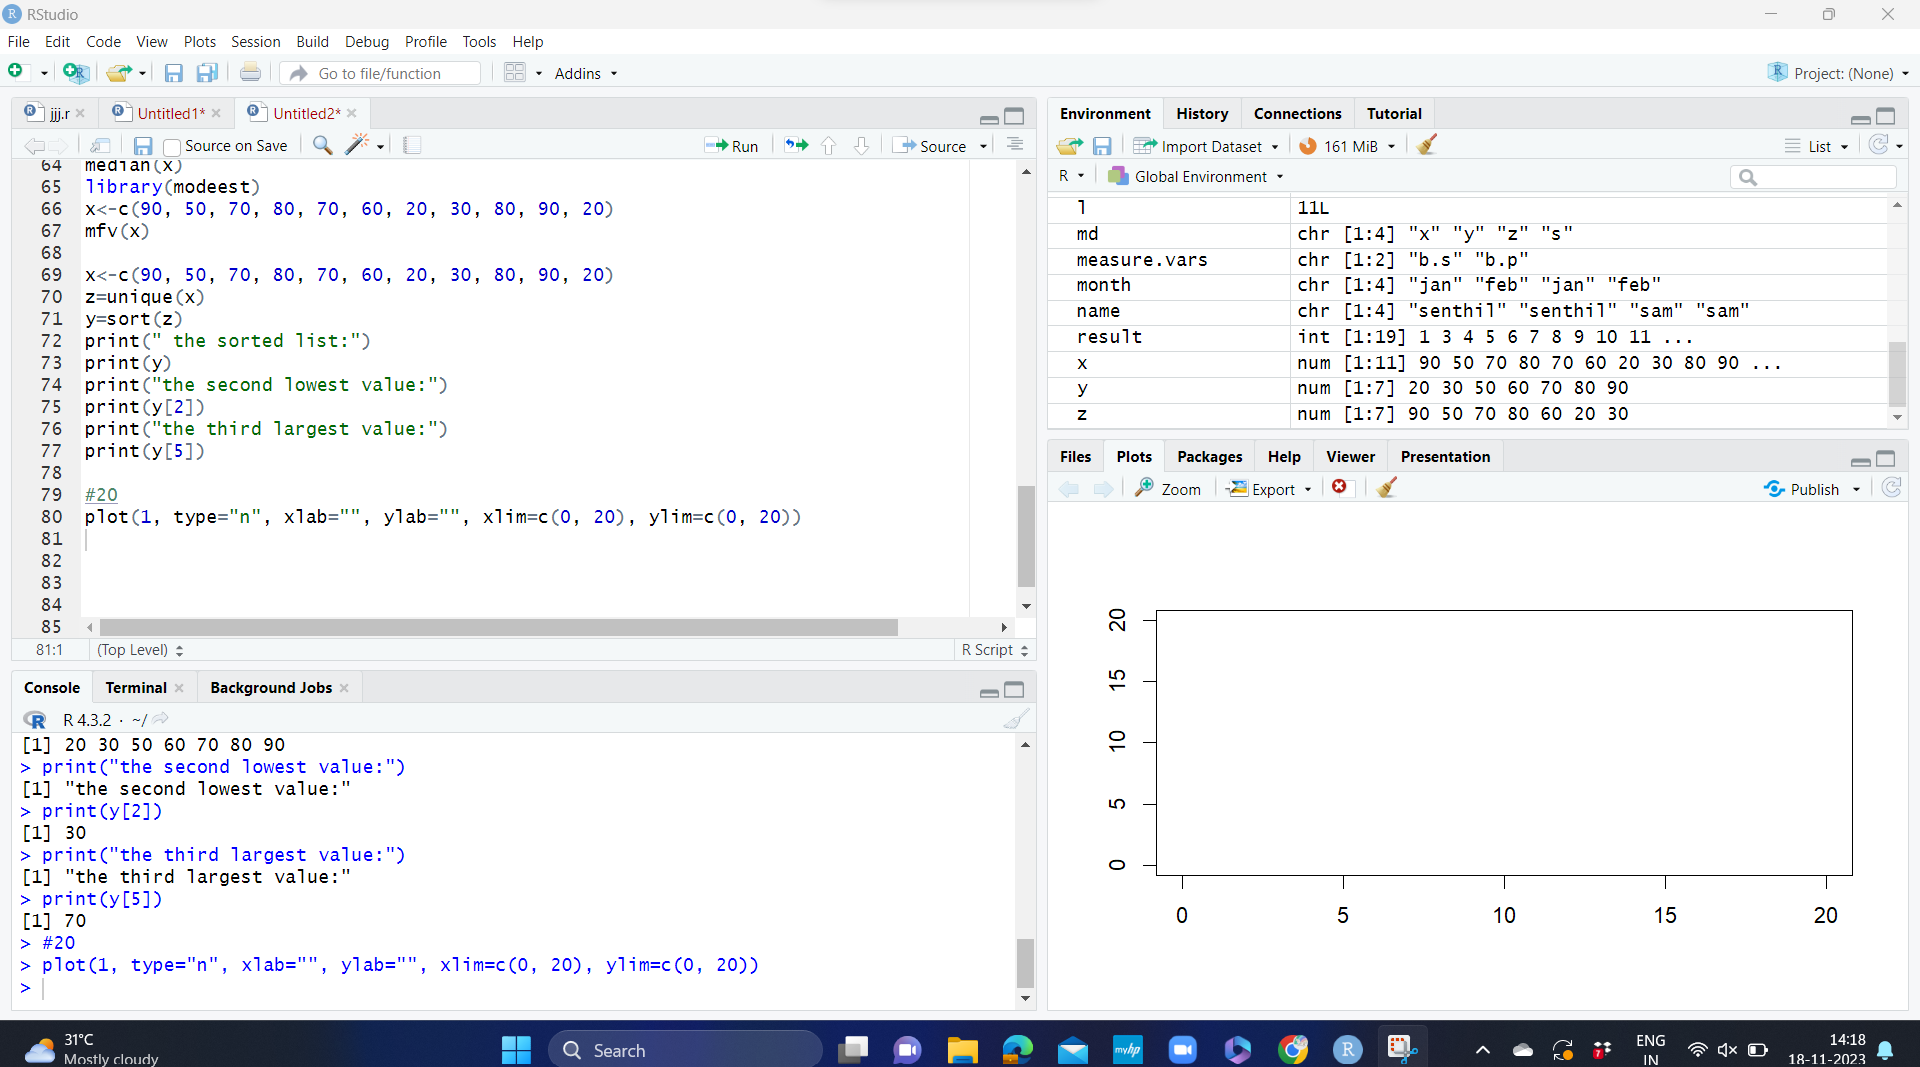 RStudio
File Edit Code View Plots Session Build Debug Profile Tools Help
Go to file/function Addins Project: (None)
jjj.r Untitled1* Untitled2*
Source on Save Run Source
64 median(x)
65 library(modeest)
66 x<-c(90, 50, 70, 80, 70, 60, 20, 30, 80, 90, 20)
67 mfv(x)
68
69 x<-c(90, 50, 70, 80, 70, 60, 20, 30, 80, 90, 20)
70 z=unique(x)
71 y=sort(z)
72 print(" the sorted list:")
73 print(y)
74 print("the second lowest value:")
75 print(y[2])
76 print("the third largest value:")
77 print(y[5])
78
79 #20
80 plot(1, type="n", xlab="", ylab="", xlim=c(0, 20), ylim=c(0, 20))
81
82
83
84
85
81:1 (Top Level) R Script
Console Terminal Background Jobs
R 4.3.2 · ~/
[1] 20 30 50 60 70 80 90
> print("the second lowest value:")
[1] "the second lowest value:"
> print(y[2])
[1] 30
> print("the third largest value:")
[1] "the third largest value:"
> print(y[5])
[1] 70
> #20
> plot(1, type="n", xlab="", ylab="", xlim=c(0, 20), ylim=c(0, 20))
>
Environment History Connections Tutorial
Import Dataset 161 MiB List
R Global Environment
l 11L
md chr [1:4] "x" "y" "z" "s"
measure.vars chr [1:2] "b.s" "b.p"
month chr [1:4] "jan" "feb" "jan" "feb"
name chr [1:4] "senthil" "senthil" "sam" "sam"
result int [1:19] 1 3 4 5 6 7 8 9 10 11 ...
x num [1:11] 90 50 70 80 70 60 20 30 80 90 ...
y num [1:7] 20 30 50 60 70 80 90
z num [1:7] 90 50 70 80 60 20 30
Files Plots Packages Help Viewer Presentation
Zoom Export Publish
20
15
10
5
0
0 5 10 15 20
31°C
Mostly cloudy
Search
myhp
R
7
ENG
IN
14:18
18-11-2023